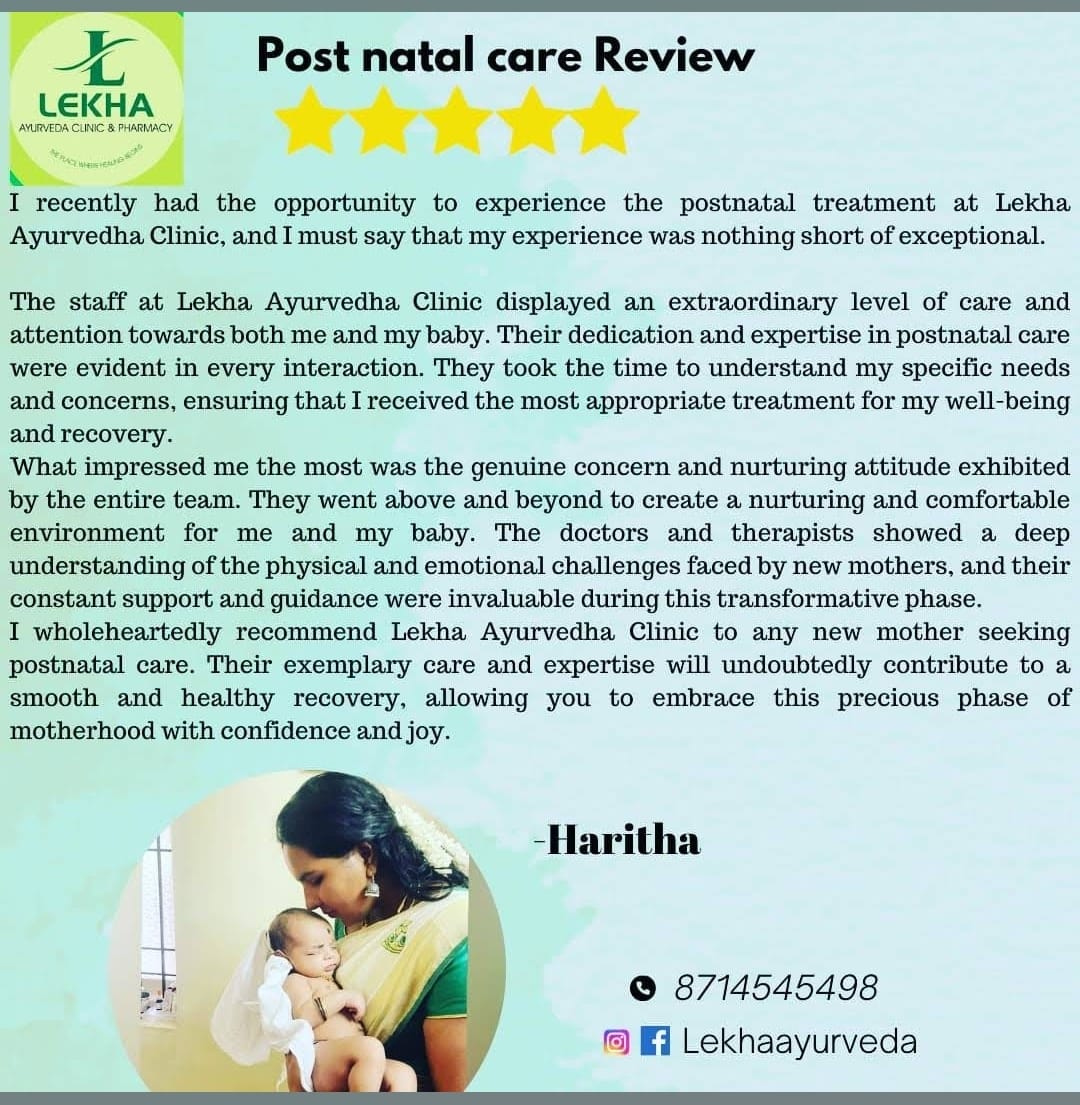 LEKHA
AYURVEDA CLINIC & PHARMACY
THE PLACE WHERE HEALING BEGINS
Post natal care Review
I recently had the opportunity to experience the postnatal treatment at Lekha
Ayurvedha Clinic, and I must say that my experience was nothing short of exceptional.
The staff at Lekha Ayurvedha Clinic displayed an extraordinary level of care and
attention towards both me and my baby. Their dedication and expertise in postnatal care
were evident in every interaction. They took the time to understand my specific needs
and concerns, ensuring that I received the most appropriate treatment for my well-being
and recovery.
What impressed me the most was the genuine concern and nurturing attitude exhibited
by the entire team. They went above and beyond to create a nurturing and comfortable
environment for me and my baby. The doctors and therapists showed a deep
understanding of the physical and emotional challenges faced by new mothers, and their
constant support and guidance were invaluable during this transformative phase.
I wholeheartedly recommend Lekha Ayurvedha Clinic to any new mother seeking
postnatal care. Their exemplary care and expertise will undoubtedly contribute to a
smooth and healthy recovery, allowing you to embrace this precious phase of
motherhood with confidence and joy.
-Haritha
8714545498
Lekhaayurveda